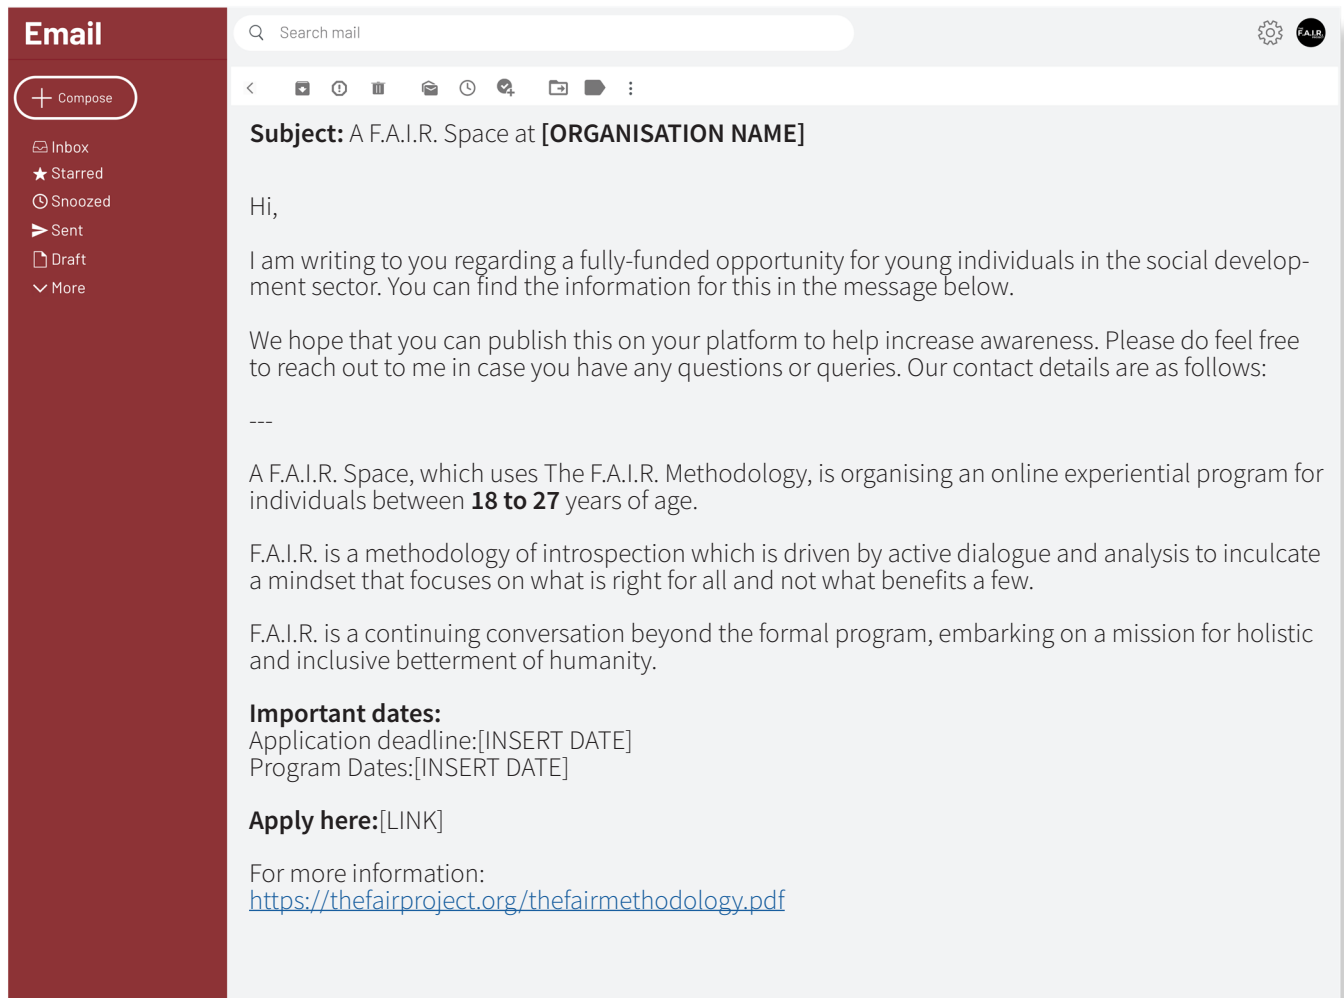 Email
Search mail
F.A.I.R.
Compose
Inbox
Starred
Snoozed
Sent
Draft
More
Subject: A F.A.I.R. Space at [ORGANISATION NAME]
Hi,
I am writing to you regarding a fully-funded opportunity for young individuals in the social develop-
ment sector. You can find the information for this in the message below.
We hope that you can publish this on your platform to help increase awareness. Please do feel free
to reach out to me in case you have any questions or queries. Our contact details are as follows:
---
A F.A.I.R. Space, which uses The F.A.I.R. Methodology, is organising an online experiential program for
individuals between 18 to 27 years of age.
F.A.I.R. is a methodology of introspection which is driven by active dialogue and analysis to inculcate
a mindset that focuses on what is right for all and not what benefits a few.
F.A.I.R. is a continuing conversation beyond the formal program, embarking on a mission for holistic
and inclusive betterment of humanity.
Important dates:
Application deadline:[INSERT DATE]
Program Dates:[INSERT DATE]
Apply here:[LINK]
For more information:
https://thefairproject.org/thefairmethodology.pdf